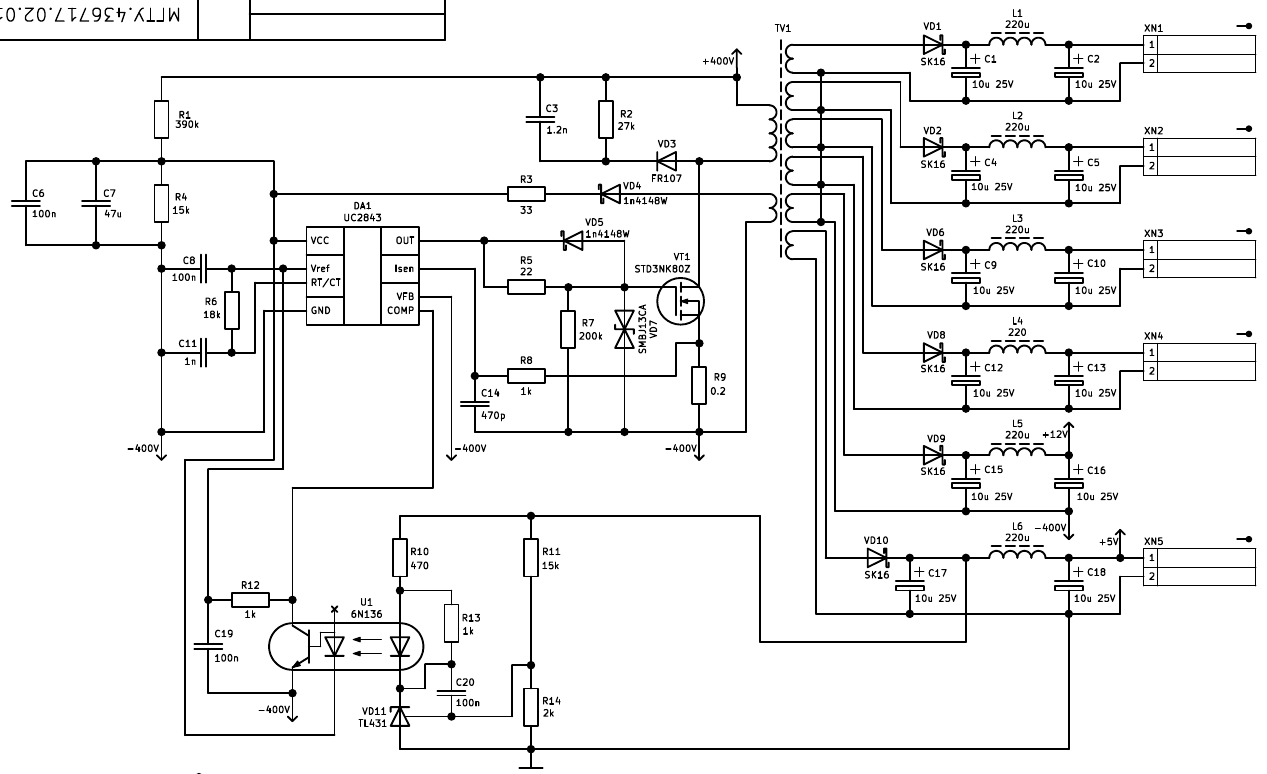 МГТУ.436717.02.01
R1
390k
C6
100n
C7
47u
R4
15k
C8
100n
R6
18k
C11
1n
-400V
DA1
UC2843
VCC
Vref
RT/CT
GND
OUT
Isen
VFB
COMP
C3
1.2n
R2
27k
+400V
VD3
FR107
R3
33
VD4
1n4148W
VD5
1n4148W
R5
22
VT1
STD3NK80Z
R7
200k
SMBJ13CA
VD7
R8
1k
C14
470p
R9
0.2
-400V
-400V
TV1
VD1
SK16
C1
10u 25V
L1
220u
C2
10u 25V
XN1
1
2
VD2
SK16
C4
10u 25V
L2
220u
C5
10u 25V
XN2
1
2
VD6
SK16
C9
10u 25V
L3
220u
C10
10u 25V
XN3
1
2
VD8
SK16
C12
10u 25V
L4
220
C13
10u 25V
XN4
1
2
VD9
SK16
C15
10u 25V
L5
220u
+12V
C16
10u 25V
-400V
VD10
SK16
C17
10u 25V
L6
220u
+5V
C18
10u 25V
XN5
1
2
R10
470
R11
15k
R12
1k
U1
6N136
R13
1k
C19
100n
-400V
C20
100n
VD11
TL431
R14
2k